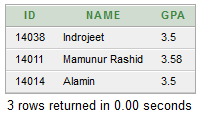 ID NAME GPA
14038 Indrojeet 3.5
14011 Mamunur Rashid 3.58
14014 Alamin 3.5
3 rows returned in 0.00 seconds